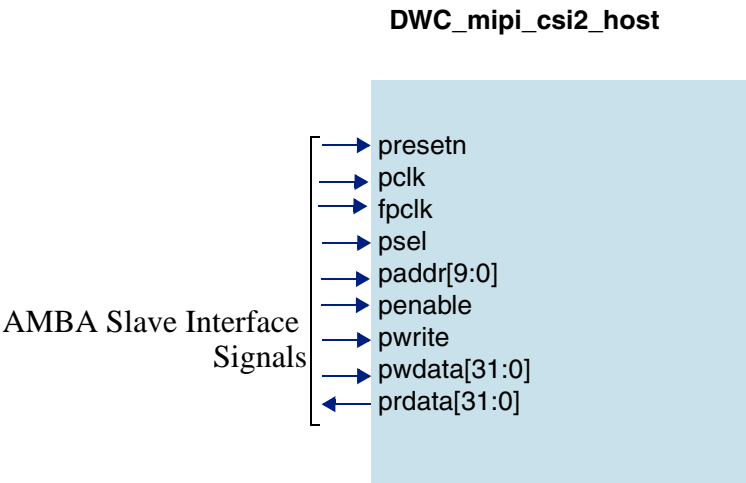 DWC_mipi_csi2_host
presetn
pclk
fpclk
psel
paddr[9:0]
penable
AMBA Slave Interface
pwrite
Signals
pwdata[31:0]
prdata[31:0]